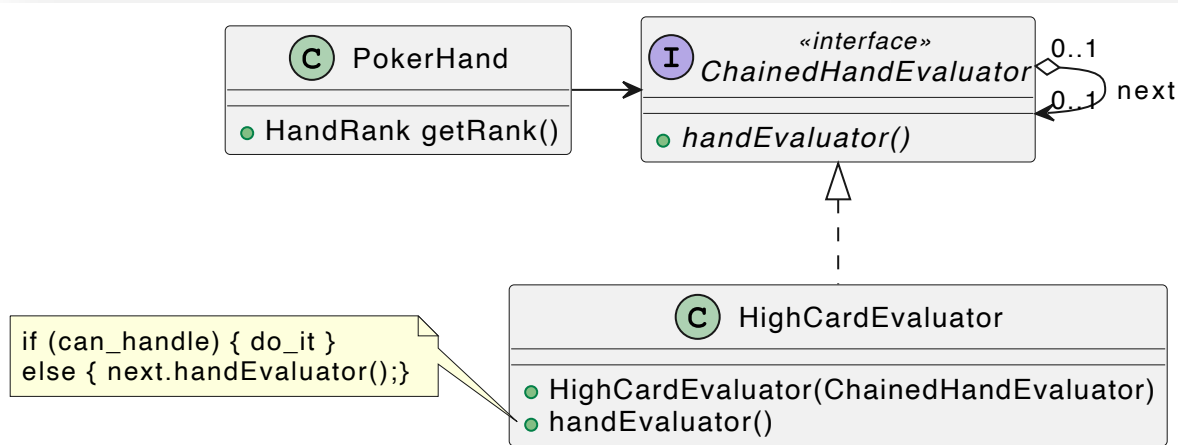 C PokerHand
HandRank getRank()
I «interface»
ChainedHandEvaluator
handEvaluator()
0..1
0..1
next
C HighCardEvaluator
HighCardEvaluator(ChainedHandEvaluator)
handEvaluator()
if (can_handle) { do_it }
else { next.handEvaluator();}